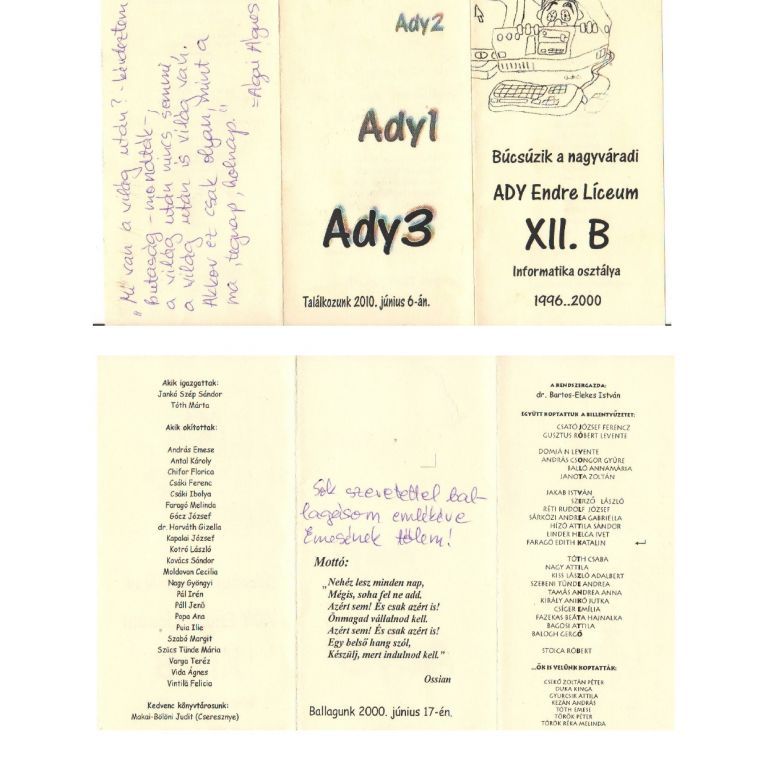 „Mi van a világ után? - kérdeztem
butaság - mondták -,
a világ után nincs semmi
a világ után is világ van.
Akkor ez csak olyan, mint a
ma, tegnap, holnap."
- Agai Ágnes
Ady2
Ady1
Ady3
Találkozunk 2010. június 6-án.
Búcsúzik a nagyváradi
ADY Endre Líceum
XII. B
Informatika osztálya
1996..2000
Akik igazgattak:
Jankó Szép Sándor
Tóth Márta
Akik okítottak:
András Emese
Antal Károly
Chifor Florica
Csáki Ferenc
Csáki Ibolya
Faragó Melinda
Gócz József
dr. Horváth Gizella
Kapalai József
Kotró László
Kovács Sándor
Moldovan Cecilia
Nagy Gyöngyi
Pál Irén
Páll Jenő
Popa Ana
Puia Ilie
Szabó Margit
Szűcs Tünde Mária
Varga Teréz
Vida Ágnes
Vintilă Felicia
Kedvenc könyvtárosunk:
Makai-Bölöni Judit (Cseresznye)
Sok szeretettel bal-
lagásom emlékéve
Emesének tőlem!
Mottó:
„Nehéz lesz minden nap,
Mégis, soha fel ne add.
Azért sem! És csak azért is!
Önmagad vállalnod kell.
Azért sem! És csak azért is!
Egy belső hang szól,
Készülj, mert indulnod kell."
Ossian
Ballagunk 2000. június 17-én.
A RENDSZERGAZDA:
dr. Bartos-Elekes István
EGYÜTT KOPTATTUK A BILLENTYŰZETET:
CSATÓ JÓZSEF FERENCZ
GUSZTUS RÓBERT LEVENTE
DOMJÁN LEVENTE
ANDRÁS CSONGOR GYŰRE
BALLÓ ANNAMÁRIA
JANOTA ZOLTÁN
JAKAB ISTVÁN
SZERZŐ LÁSZLÓ
RÉTI RUDOLF JÓZSEF
SÁRKÖZI ANDREA GABRIELLA
HÍZÓ ATTILA SÁNDOR
LINDER HELGA IVET
FARAGÓ EDITH KATALIN
TÓTH CSABA
NAGY ATTILA
KISS LÁSZLÓ ADALBERT
SZEBENI TÜNDE ANDREA
TAMÁS ANDREA ANNA
KIRÁLY ANIKÓ JUTKA
CSÍGER EMÍLIA
FAZEKAS BEÁTA HAJNALKA
BAGOSI ATTILA
BALOGH GERGŐ
STOICA RÓBERT
...ŐK IS VELÜNK KOPTATTÁK:
CSEKŐ ZOLTÁN PÉTER
DUKA KINGA
GYURCSIK ATTILA
KEZÁN ANDRÁS
TÓTH EMESE
TÖRÖK PÉTER
TÖRÖK RÉKA MELINDA